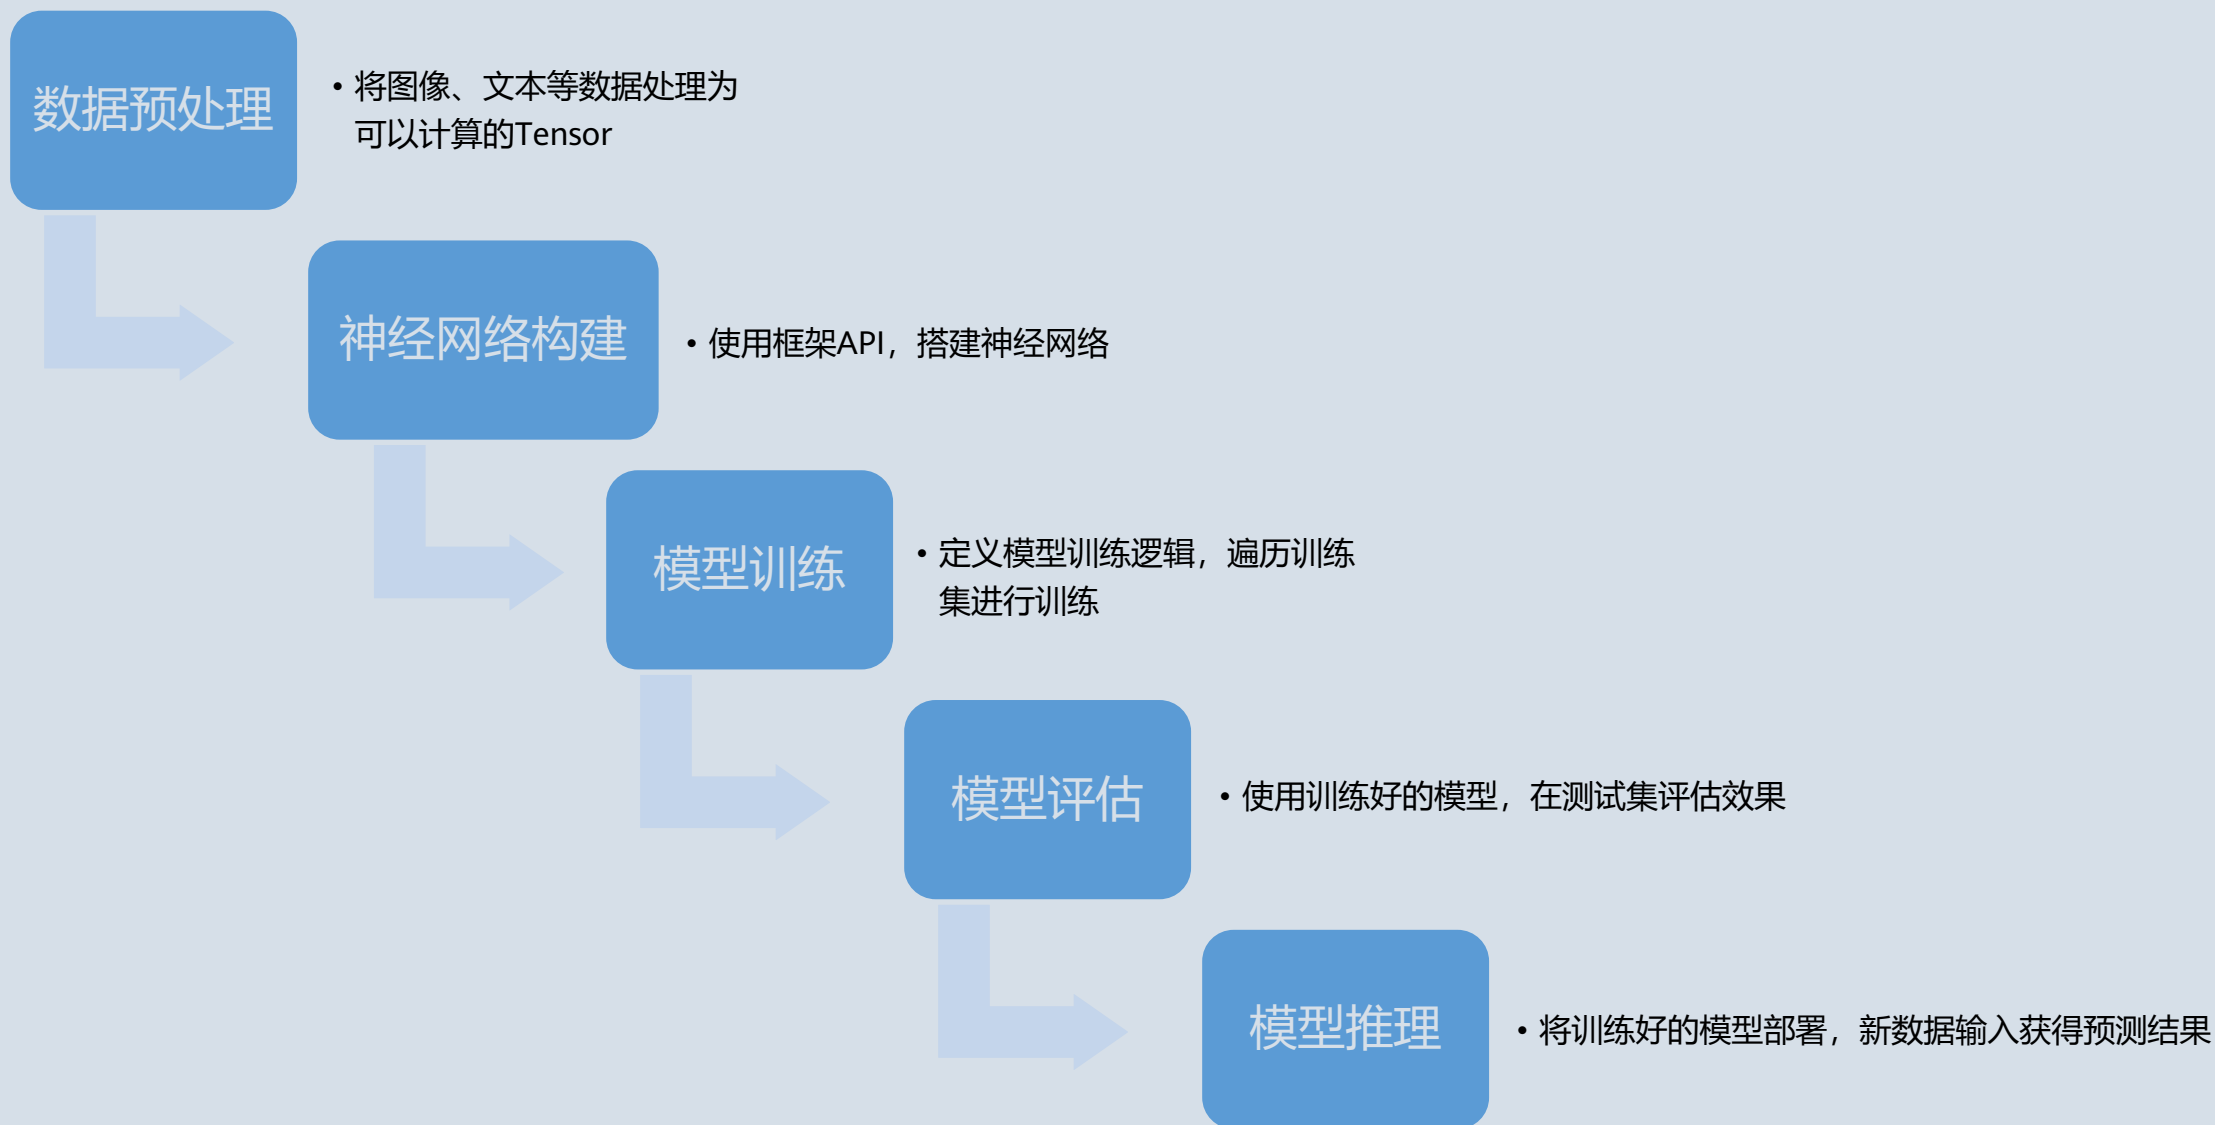 数据预处理
• 将图像、文本等数据处理为
可以计算的Tensor
神经网络构建
• 使用框架API，搭建神经网络
模型训练
• 定义模型训练逻辑，遍历训练
集进行训练
模型评估
• 使用训练好的模型，在测试集评估效果
模型推理
• 将训练好的模型部署，新数据输入获得预测结果